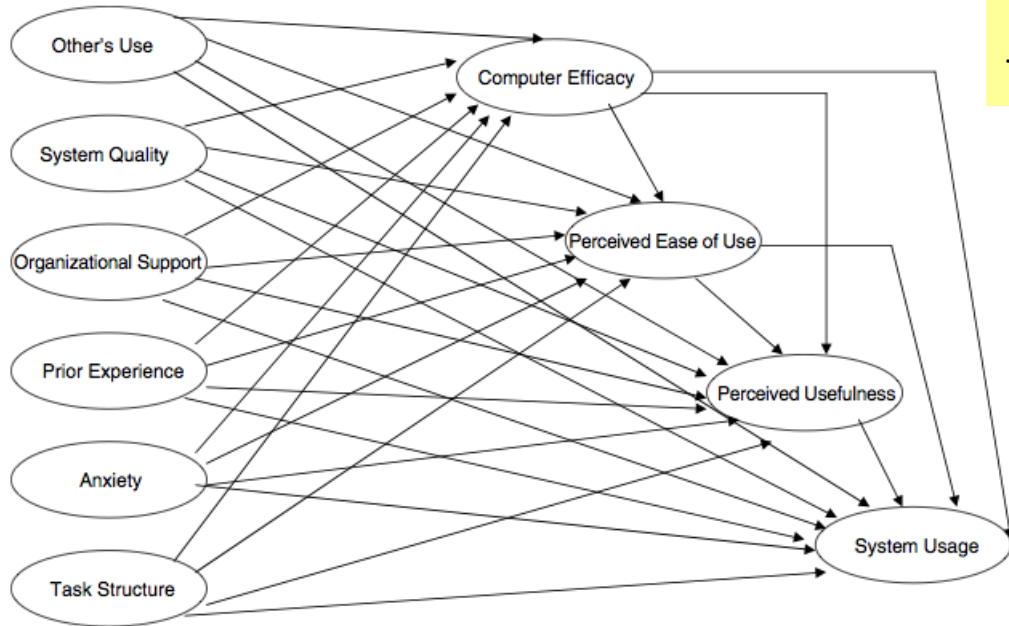 Other's Use
Computer Efficacy
System Quality
Perceived Ease of Use
Organizational Support
Prior Experience
Perceived Usefulness
Anxiety
System Usage
Task Structure